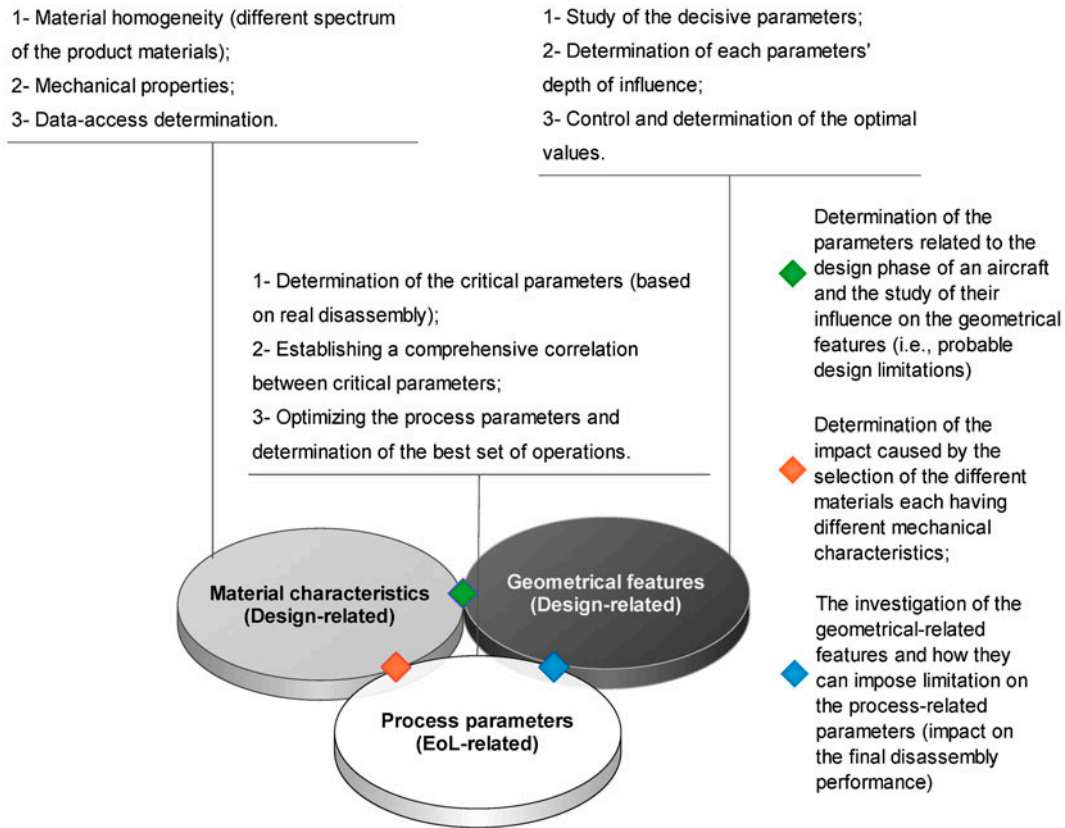 1- Material homogeneity (different spectrum
of the product materials);
2- Mechanical properties;
3- Data-access determination.
1- Study of the decisive parameters;
2- Determination of each parameters'
depth of influence;
3- Control and determination of the optimal
values.
1- Determination of the critical parameters (based
on real disassembly);
2- Establishing a comprehensive correlation
between critical parameters;
3- Optimizing the process parameters and
determination of the best set of operations.
Material characteristics
(Design-related)
Geometrical features
(Design-related)
Process parameters
(EoL-related)
Determination of the
parameters related to the
design phase of an aircraft
and the study of their
influence on the geometrical
features (i.e., probable
design limitations)
Determination of the
impact caused by the
selection of the different
materials each having
different mechanical
characteristics;
The investigation of the
geometrical-related
features and how they
can impose limitation on
the process-related
parameters (impact on
the final disassembly
performance)